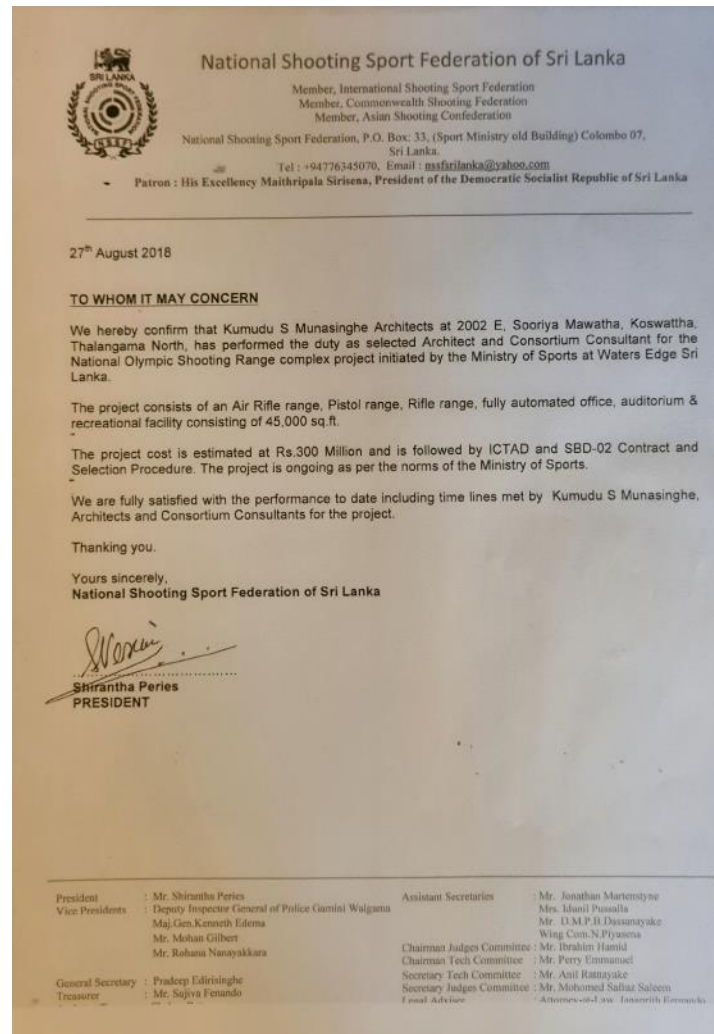 SRI LANKA
NATIONAL SHOOTING SPORT FEDERATION
N S S F
National Shooting Sport Federation of Sri Lanka
Member, International Shooting Sport Federation
Member, Commonwealth Shooting Federation
Member, Asian Shooting Confederation
National Shooting Sport Federation, P.O. Box: 33, (Sport Ministry old Building) Colombo 07,
Sri Lanka.
Tel : +94776345070, Email : nssfsrilanka@yahoo.com
Patron : His Excellency Maithripala Sirisena, President of the Democratic Socialist Republic of Sri Lanka
27th August 2018
TO WHOM IT MAY CONCERN
We hereby confirm that Kumudu S Munasinghe Architects at 2002 E, Sooriya Mawatha, Koswattha,
Thalangama North, has performed the duty as selected Architect and Consortium Consultant for the
National Olympic Shooting Range complex project initiated by the Ministry of Sports at Waters Edge Sri
Lanka.
The project consists of an Air Rifle range, Pistol range, Rifle range, fully automated office, auditorium &
recreational facility consisting of 45,000 sq.ft.
The project cost is estimated at Rs.300 Million and is followed by ICTAD and SBD-02 Contract and
Selection Procedure. The project is ongoing as per the norms of the Ministry of Sports.
We are fully satisfied with the performance to date including time lines met by Kumudu S Munasinghe,
Architects and Consortium Consultants for the project.
Thanking you.
Yours sincerely,
National Shooting Sport Federation of Sri Lanka
Shirantha Peries
PRESIDENT
President : Mr. Shirantha Peries
Vice Presidents : Deputy Inspector General of Police Gamini Walgama
Maj.Gen.Kenneth Edema
Mr. Mohan Gilbert
Mr. Rohana Nanayakkara
General Secretary : Pradeep Edirisinghe
Treasurer : Mr. Sujiva Fenando
Assistant Secretaries : Mr. Jonathan Martenstyne
Mrs. Idunil Pussalla
Mr. D.M.P.B.Dassanayake
Wing Com.N.Piyasena
Chairman Judges Committee : Mr. Ibrahim Hamid
Chairman Tech Committee : Mr. Perry Emmanuel
Secretary Tech Committee : Mr. Anil Ratnayake
Secretary Judges Committee : Mr. Mohomed Safraz Saleem
Legal Advisor : Attorney-at-Law